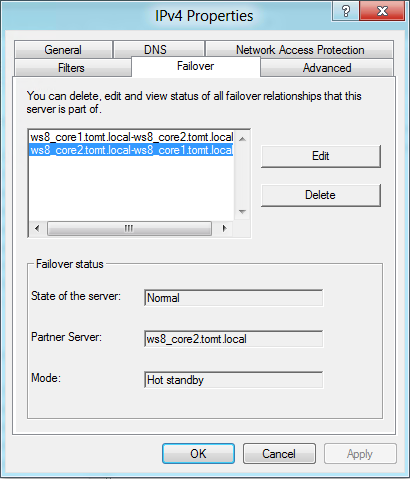 IPv4 Properties
?
General
DNS
Network Access Protection
Filters
Failover
Advanced
You can delete, edit and view status of all failover relationships that this
server is part of.
ws8_core1.tomt.local-ws8_core2.tomt.local
ws8_core2.tomt.local-ws8_core1.tomt.local
Edit
Delete
Failover status
State of the server:
Normal
Partner Server:
ws8_core2.tomt.local
Mode:
Hot standby
OK
Cancel
Apply